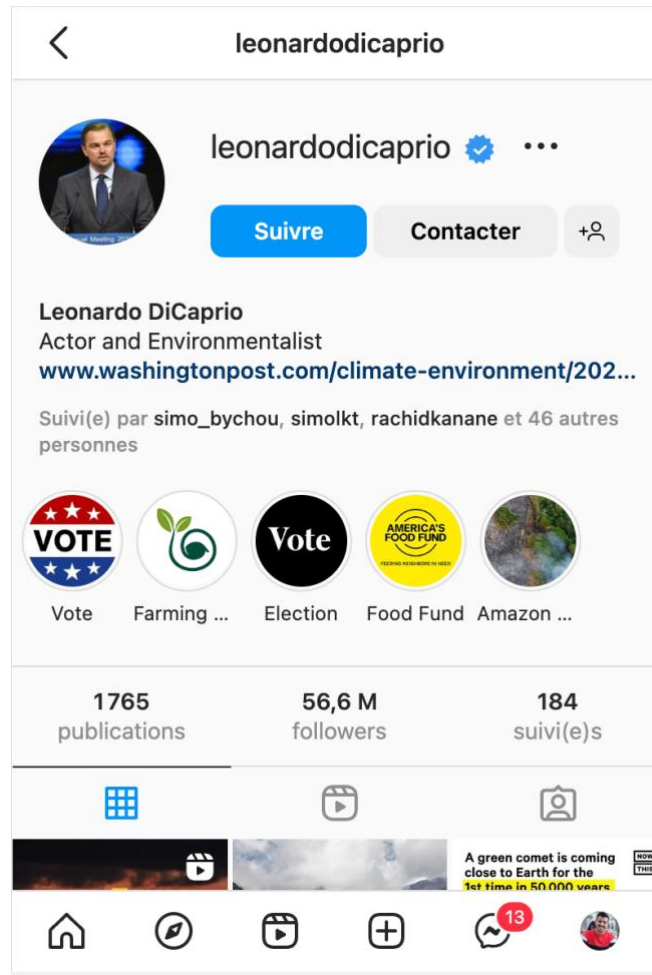 leonardodicaprio
leonardodicaprio
Suivre
Contacter
Leonardo DiCaprio
Actor and Environmentalist
www.washingtonpost.com/climate-environment/202...
Suivi(e) par simo_bychou, simolkt, rachidkanane et 46 autres
personnes
VOTE
Vote
AMERICA'S
FOOD FUND
FEEDING NEIGHBORS IN NEED
Vote
Farming ...
Election
Food Fund
Amazon ...
1765
publications
56,6 M
followers
184
suivi(e)s
A green comet is coming
close to Earth for the
1st time in 50,000 years
NOW
THIS
13